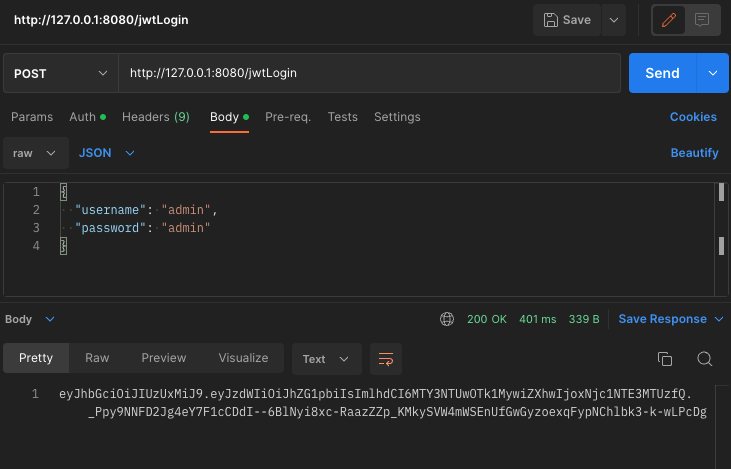 http://127.0.0.1:8080/jwtLogin
Save
POST http://127.0.0.1:8080/jwtLogin Send
Params Auth Headers (9) Body Pre-req. Tests Settings Cookies
raw JSON Beautify
1 {
2 "username": "admin",
3 "password": "admin"
4 }
Body 200 OK 401 ms 339 B Save Response
Pretty Raw Preview Visualize Text
1 eyJhbGciOiJIUzUxMiJ9.eyJzdWIiOiJhZG1pbiIsImlhdCI6MTY3NTUwOTk1MywiZXhwIjoxNjc1NTE3MTUzfQ.
_Ppy9NNFD2Jg4eY7F1cCDdI--6BlNyi8xc-RaazZZp_KMkySVW4mWSEnUfGwGyzoexqFypNChlbk3-k-wLPcDg